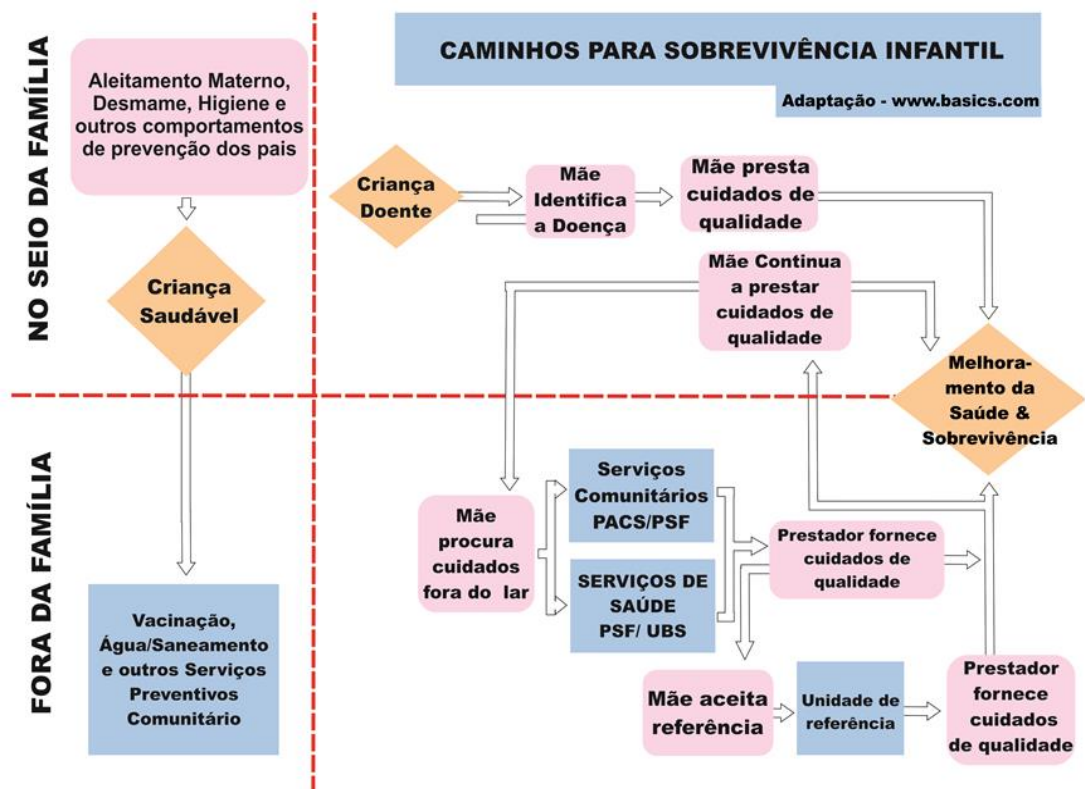 NO SEIO DA FAMÍLIA
Aleitamento Materno,
Desmame, Higiene e
outros comportamentos
de prevenção dos pais
Criança
Saudável
CAMINHOS PARA SOBREVIVÊNCIA INFANTIL
Adaptação - www.basics.com
Criança
Doente
Mãe
Identifica
a Doença
Mãe presta
cuidados de
qualidade
Mãe Continua
a prestar
cuidados de
qualidade
Melhora-
mento da
Saúde &
Sobrevivência
FORA DA FAMÍLIA
Vacinação,
Água/Saneamento
e outros Serviços
Preventivos
Comunitário
Mãe
procura
cuidados
fora do lar
Serviços
Comunitários
PACS/PSF
SERVIÇOS DE
SAÚDE
PSF/ UBS
Prestador fornece
cuidados de
qualidade
Mãe aceita
referência
Unidade de
referência
Prestador
fornece
cuidados
de qualidade